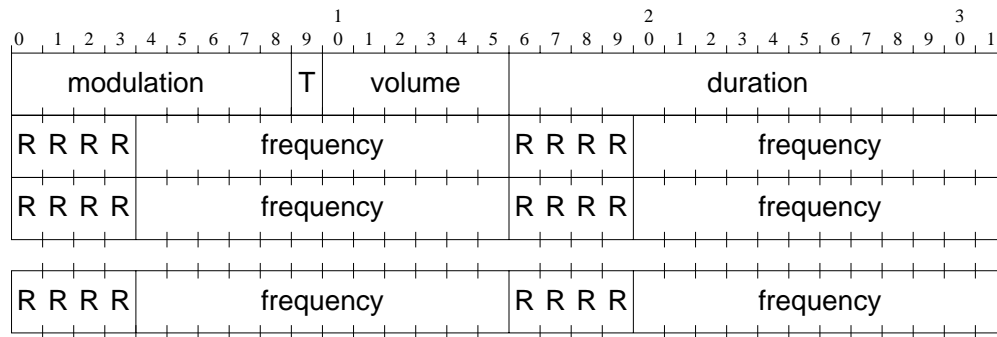 1 2 3
0 1 2 3 4 5 6 7 8 9 0 1 2 3 4 5 6 7 8 9 0 1 2 3 4 5 6 7 8 9 0 1
modulation T volume duration
R R R R frequency R R R R frequency
R R R R frequency R R R R frequency
R R R R frequency R R R R frequency